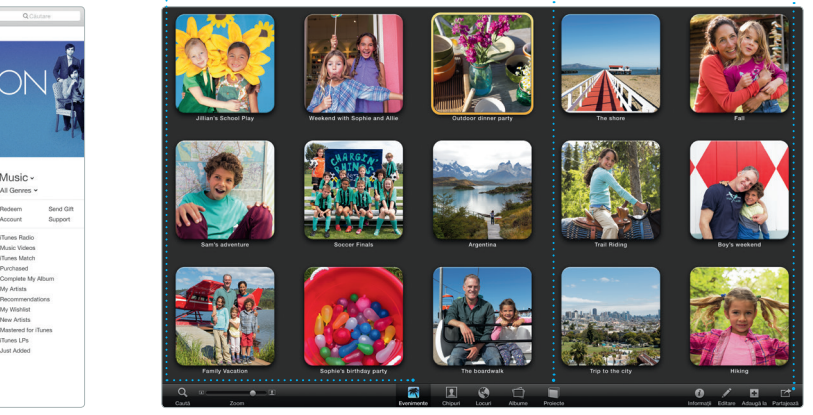 Căutare
ON
Music
All Genres
Redeem Send Gift
Account Support
iTunes Radio
Music Videos
iTunes Match
Purchased
Complete My Album
My Artists
Recommendations
My Wishlist
New Artists
Mastered for iTunes
iTunes LPs
Just Added
Jillian's School Play
Weekend with Sophie and Allie
Outdoor dinner party
The shore
Fall
CHARGIN'
RHINOS
Sam's adventure
Soccer Finals
Argentina
Trail Riding
Boy's weekend
Family Vacation
Sophie's birthday party
The boardwalk
Trip to the city
Hiking
Caută
Zoom
Evenimente
Chipuri
Locuri
Albume
Proiecte
Informații
Editare
Adaugă la
Partajează